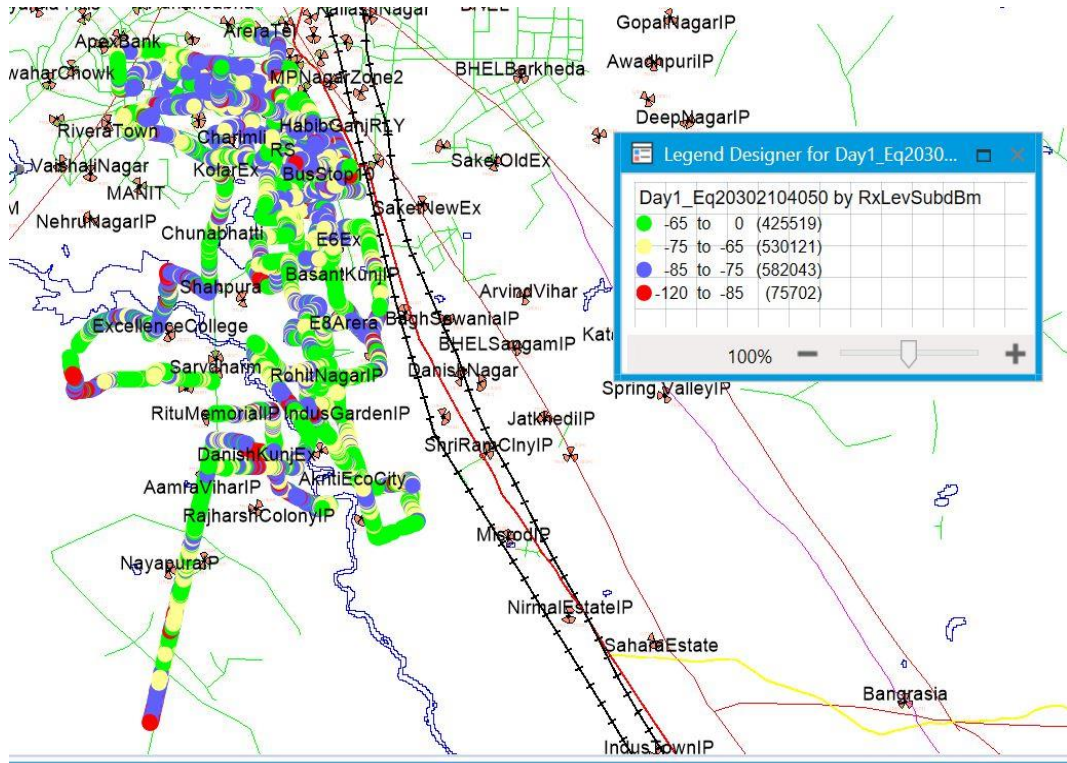 KailashNagar
BHEL
GopalNagarIP
AreraTel
ApexBank
AwadhpuriIP
BHELBarkheda
MPNagarZone2
DeepNagarIP
RiveraTown
Charimli
HabibGanjRLY
RS
VaishaliNagar
KolarEx
BusStop10
SaketOldEx
MANIT
NehruNagarIP
SaketNewEx
Chunabhatti
E6Ex
BasantKunjIP
Shahpura
ArvindVihar
ExcellenceCollege
E8Arera
BaghSewaniaIP
BHELSangamIP
Sarvdharm
RohitNagarIP
DanishNagar
Spring ValleyIP
RituMemorialIP
IndusGardenIP
JatkhediIP
ShriRamClnyIP
DanishKunjEx
AamraViharIP
AkritiEcoCity
RajharshColonyIP
MisrodIP
NayapuraIP
NirmalEstateIP
SaharaEstate
Bangrasia
IndusTownIP
Legend Designer for Day1_Eq2030...
Day1_Eq20302104050 by RxLevSubdBm
-65 to 0 (425519)
-75 to -65 (530121)
-85 to -75 (582043)
-120 to -85 (75702)
100%